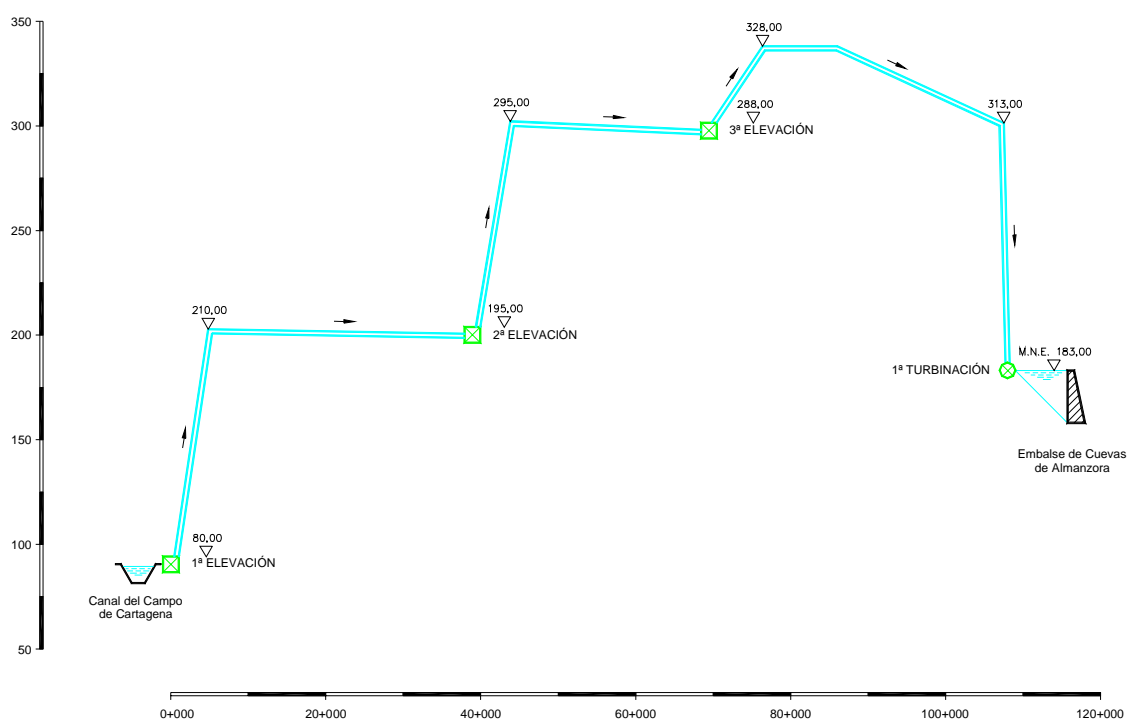 350
328,00
313,00
295,00
288,00
3ª ELEVACIÓN
300
250
210,00
195,00
2ª ELEVACIÓN
200
M.N.E. 183,00
1ª TURBINACIÓN
150
Embalse de Cuevas
de Almanzora
80,00
1ª ELEVACIÓN
100
Canal del Campo
de Cartagena
50
0+000
20+000
40+000
60+000
80+000
100+000
120+000